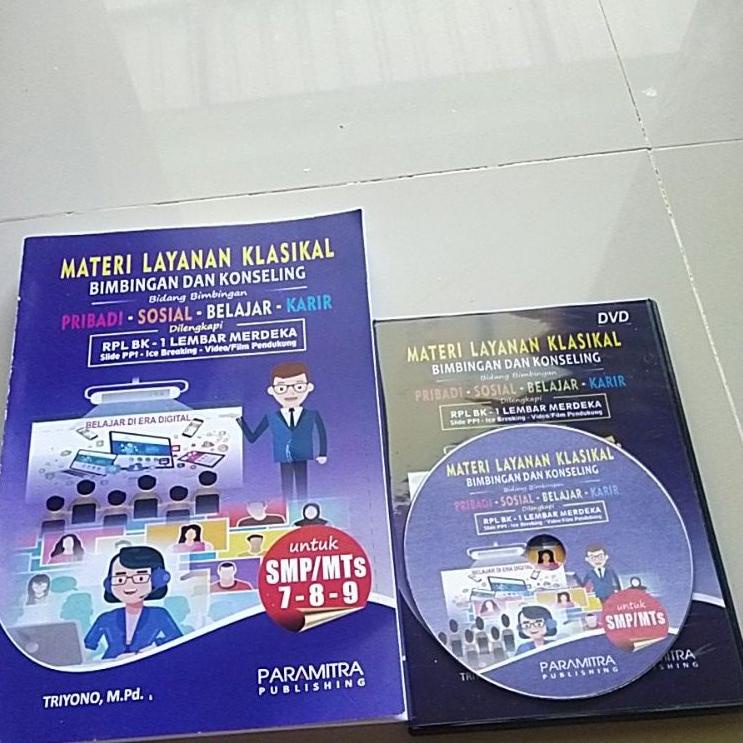 MATERI LAYANAN KLASIKAL
BIMBINGAN DAN KONSELING
Bidang Bimbingan
PRIBADI - SOSIAL - BELAJAR - KARIR
Dilengkapi
RPL BK - 1 LEMBAR MERDEKA
Slide PPt - Ice Breaking - Video/Film Pendukung
BELAJAR DI ERA DIGITAL
untuk
SMP/MTs
7 - 8 - 9
TRIYONO, M.Pd.
PARAMITRA
PUBLISHING
DVD
MATERI LAYANAN KLASIKAL
BIMBINGAN DAN KONSELING
Bidang Bimbingan
PRIBADI - SOSIAL - BELAJAR - KARIR
Dilengkapi
RPL BK - 1 LEMBAR MERDEKA
Slide PPt - Ice Breaking - Video/Film Pendukung
MATERI LAYANAN KLASIKAL
BIMBINGAN DAN KONSELING
Bidang Bimbingan
PRIBADI - SOSIAL - BELAJAR - KARIR
Dilengkapi
RPL BK - 1 LEMBAR MERDEKA
Slide PPt - Ice Breaking - Video/Film Pendukung
BELAJAR DI ERA DIGITAL
untuk
SMP/MTs
PARAMITRA
PUBLISHING